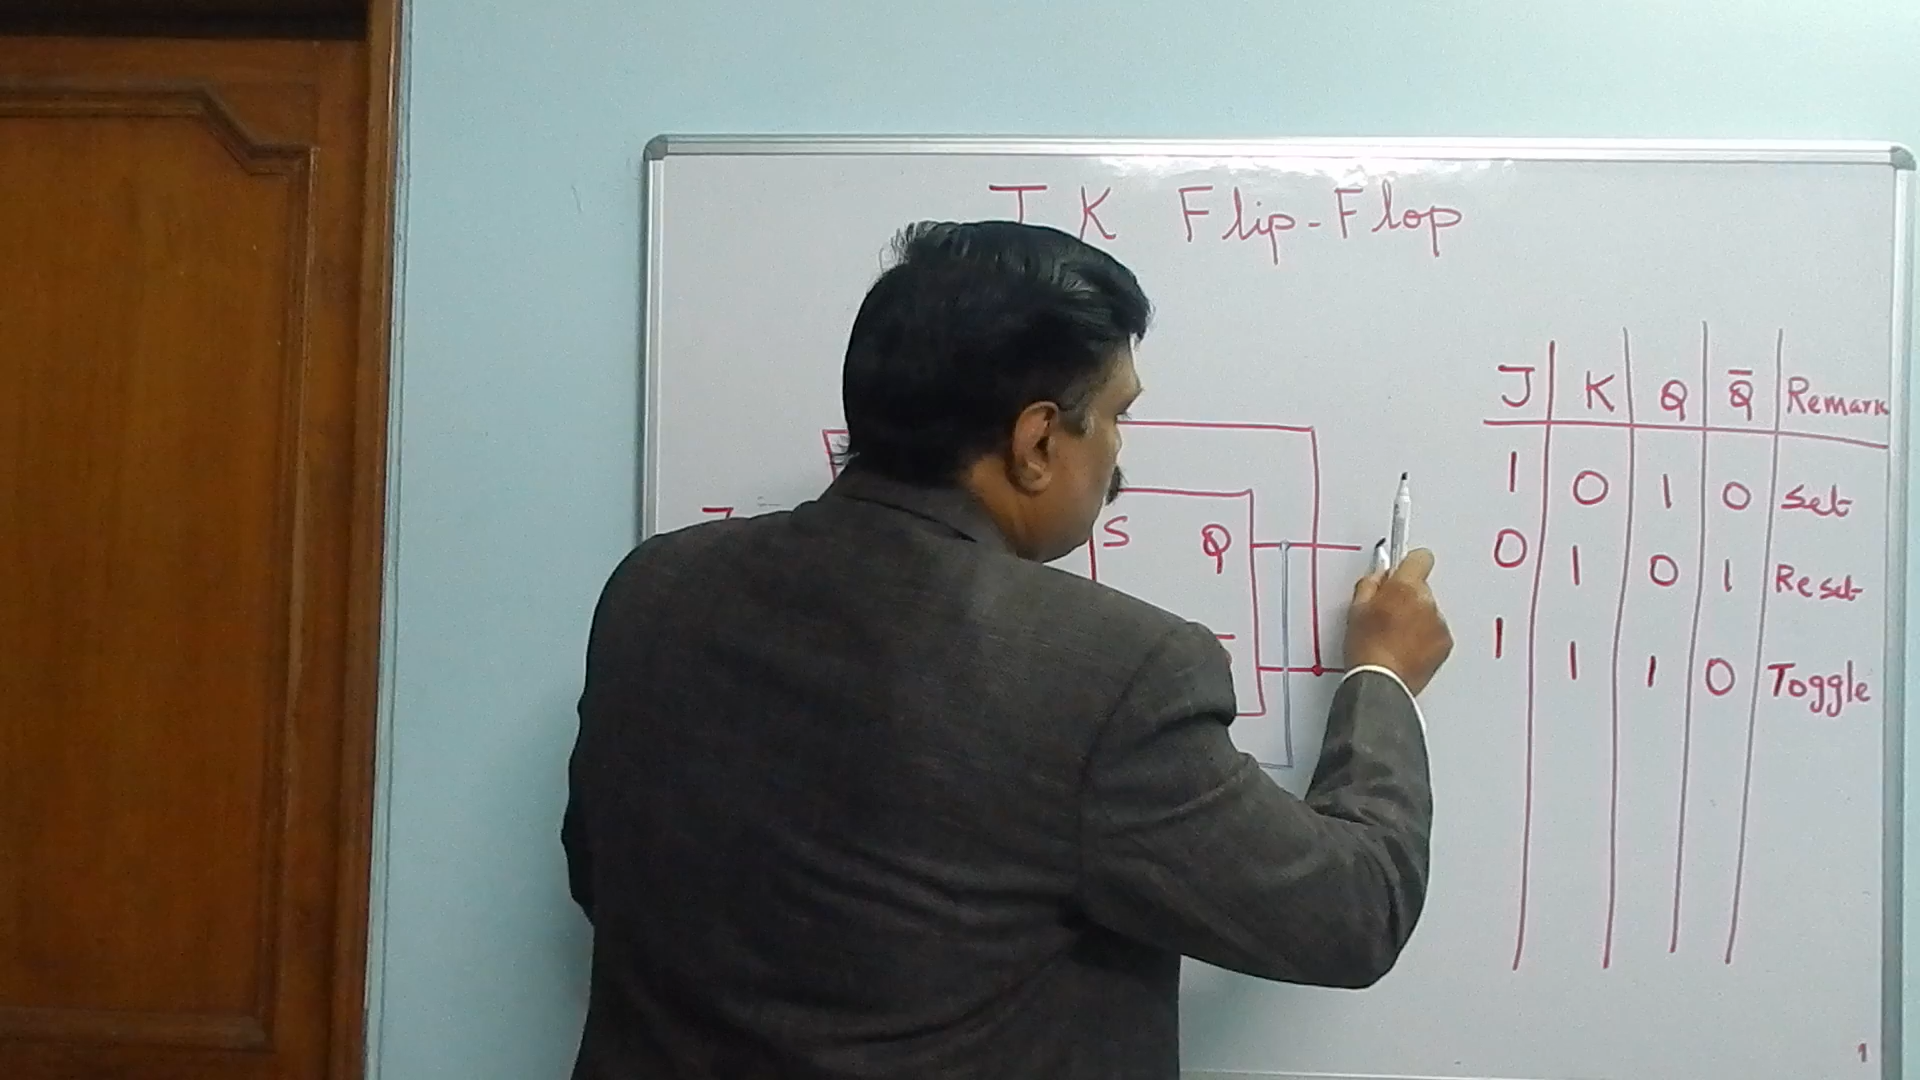 J K Flip-Flop
J K Q Q̅ Remark
1 0 1 0 Set
0 1 0 1 Reset
1 1 1 0 Toggle
S Q
1